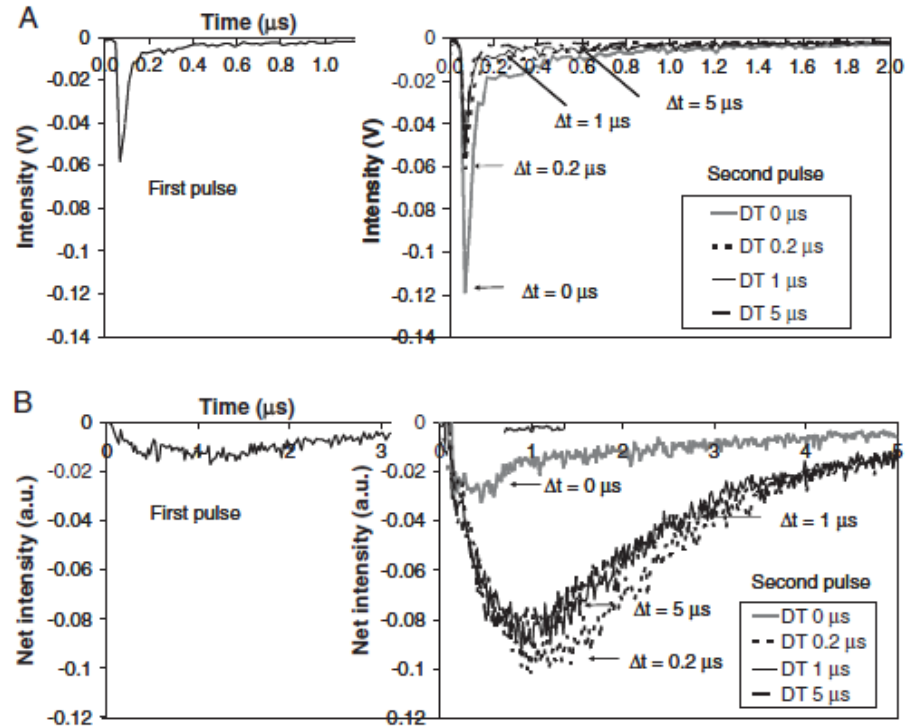 A
Time (μs)
0 0.2 0.4 0.6 0.8 1.0
0
-0.02
-0.04
-0.06
-0.08
-0.1
-0.12
-0.14
Intensity (V)
First pulse
0.0 0.2 0.4 0.6 0.8 1.0 1.2 1.4 1.6 1.8 2.0
0
-0.02
-0.04
-0.06
-0.08
-0.1
-0.12
-0.14
Intensity (V)
Δt = 5 μs
Δt = 1 μs
Δt = 0.2 μs
Δt = 0 μs
Second pulse
DT 0 μs
DT 0.2 μs
DT 1 μs
DT 5 μs
B
Time (μs)
0 1 2 3
0
-0.02
-0.04
-0.06
-0.08
-0.1
-0.12
Net intensity (a.u.)
First pulse
0 1 2 3 4 5
0
-0.02
-0.04
-0.06
-0.08
-0.1
-0.12
Net intensity (a.u.)
Δt = 0 μs
Δt = 1 μs
Δt = 5 μs
Δt = 0.2 μs
Second pulse
DT 0 μs
DT 0.2 μs
DT 1 μs
DT 5 μs